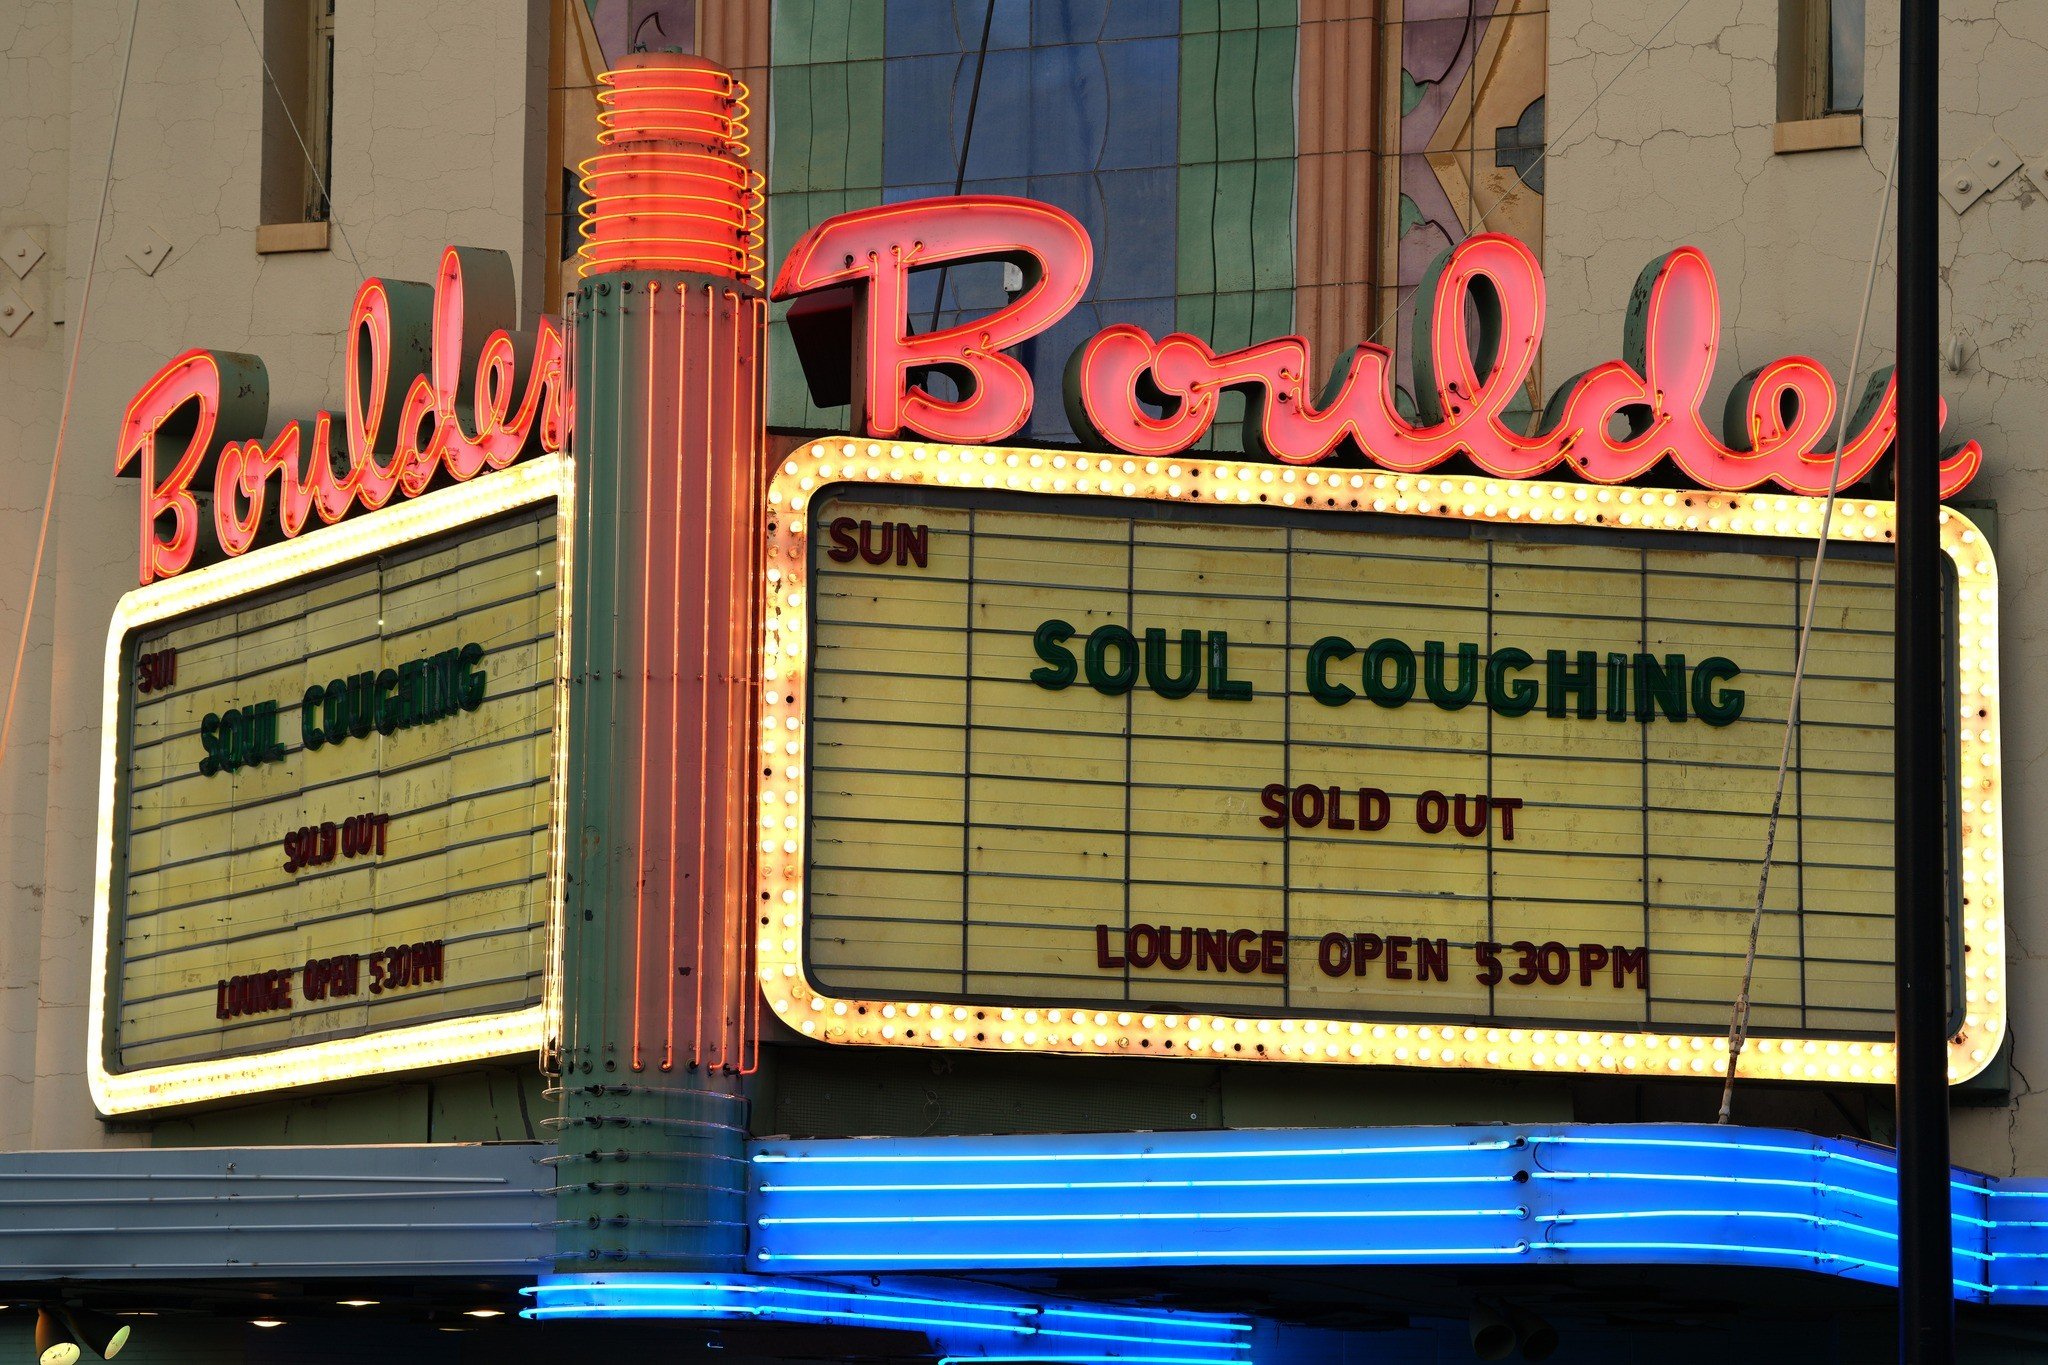 Boulder
SUN
SOUL COUGHING
SOLD OUT
LOUNGE OPEN 530PM
Boulder
SUN
SOUL COUGHING
SOLD OUT
LOUNGE OPEN 530PM